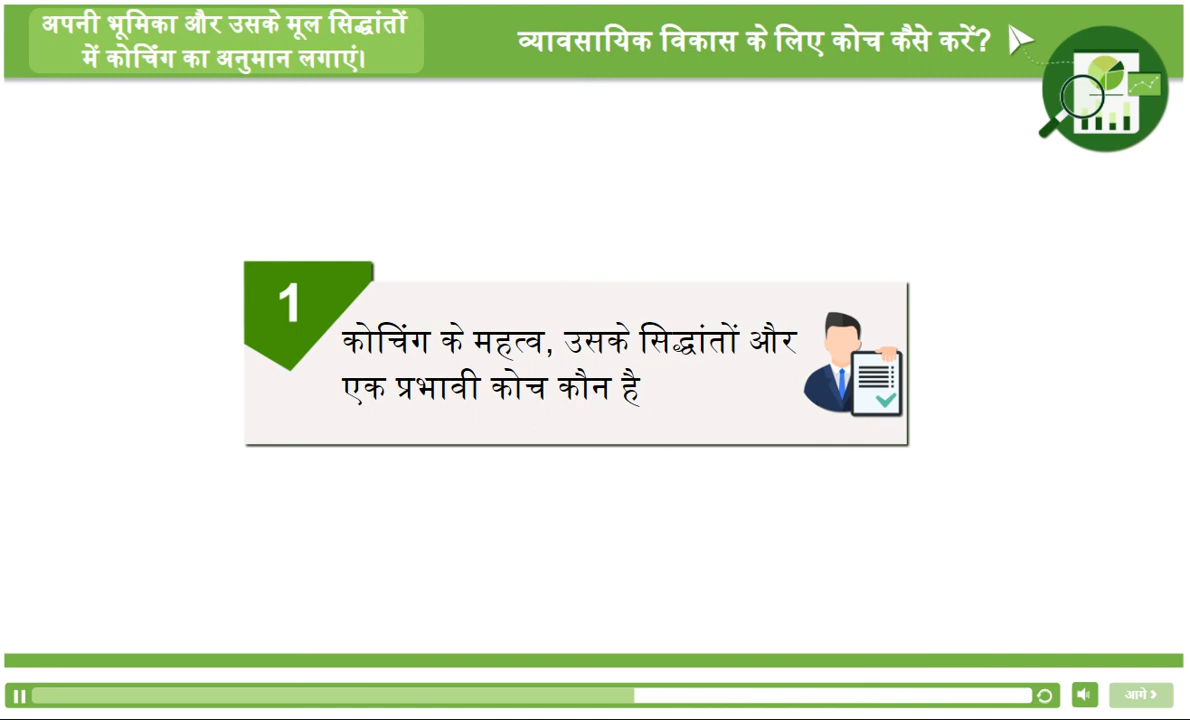 अपनी भूमिका और उसके मूल सिद्धांतों
में कोचिंग का अनुमान लगाएं।
व्यावसायिक विकास के लिए कोच कैसे करें?
1
कोचिंग के महत्व, उसके सिद्धांतों और
एक प्रभावी कोच कौन है
आगे